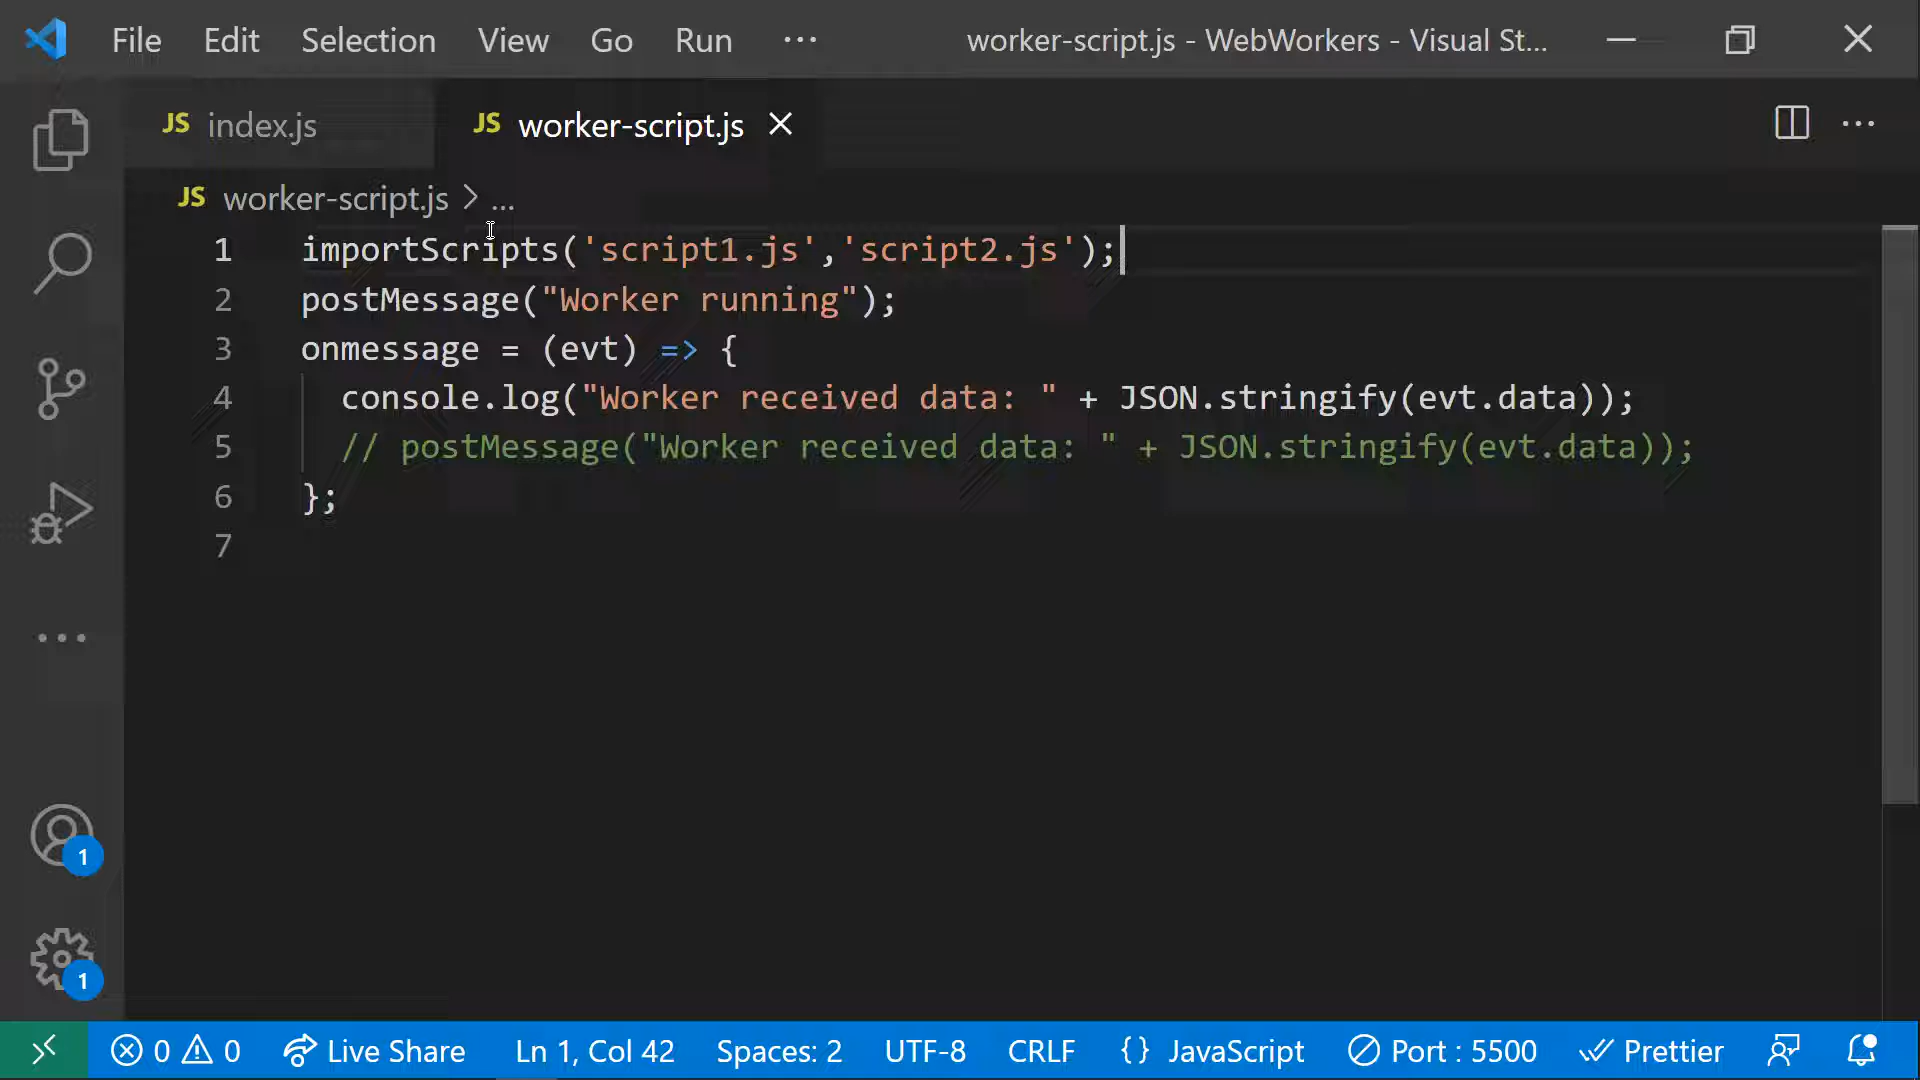 File Edit Selection View Go Run ··· worker-script.js - WebWorkers - Visual St...
JS index.js JS worker-script.js
JS worker-script.js > ...
1 importScripts('script1.js','script2.js');
2 postMessage("Worker running");
3 onmessage = (evt) => {
4 console.log("Worker received data: " + JSON.stringify(evt.data));
5 // postMessage("Worker received data: " + JSON.stringify(evt.data));
6 };
7
1
1
0 0 Live Share Ln 1, Col 42 Spaces: 2 UTF-8 CRLF {} JavaScript Port : 5500 Prettier